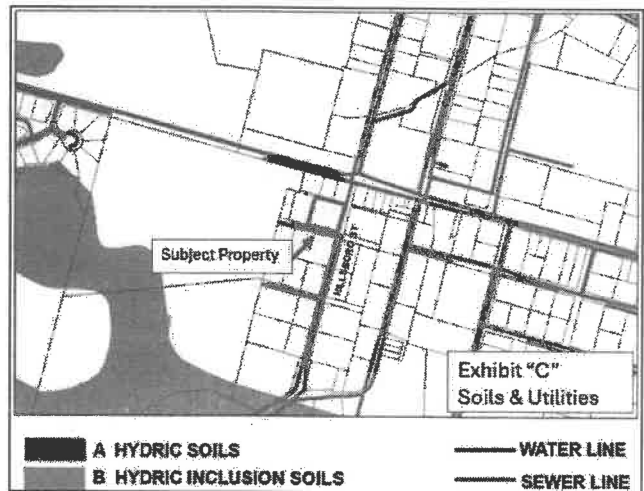 Subject Property
HILLSBORO ST
Exhibit "C"
Soils & Utilities
A HYDRIC SOILS
B HYDRIC INCLUSION SOILS
WATER LINE
SEWER LINE